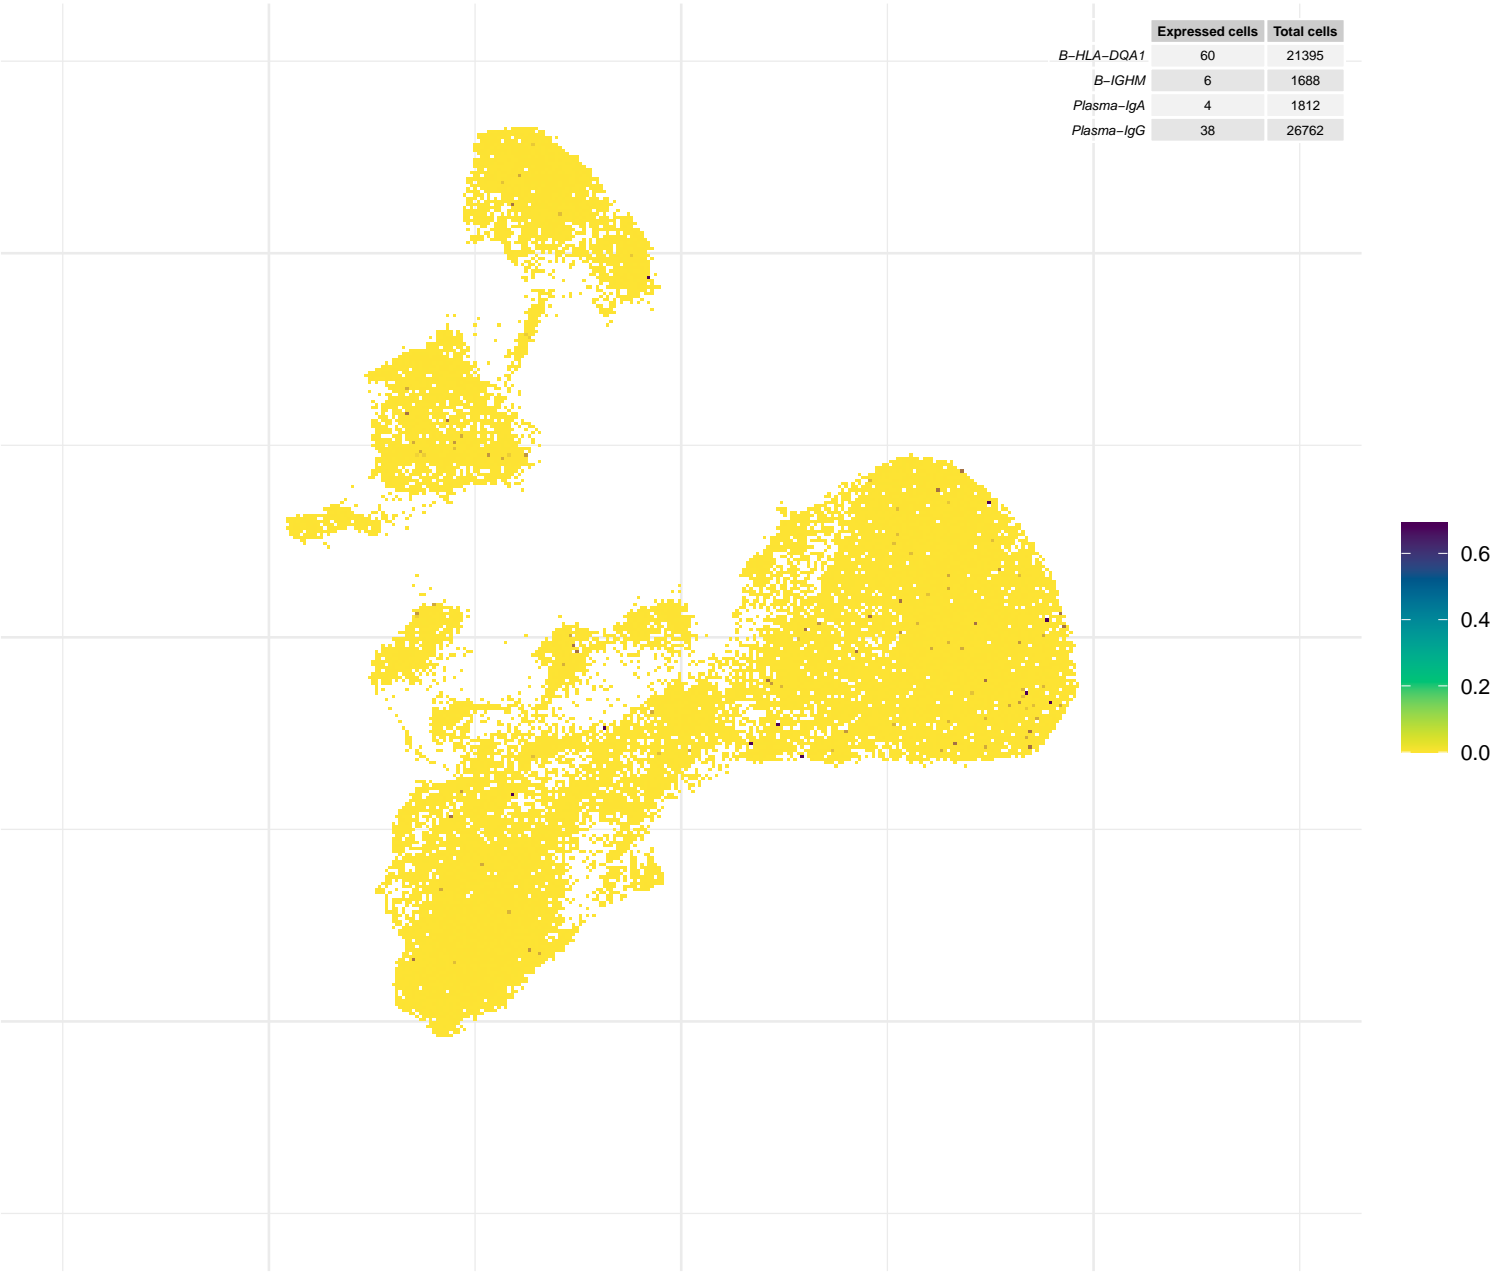 Expressed cells Total cells
B−HLA−DQA1 60 21395
B−IGHM 6 1688
Plasma−IgA 4 1812
Plasma−IgG 38 26762
0.6
0.4
0.2
0.0